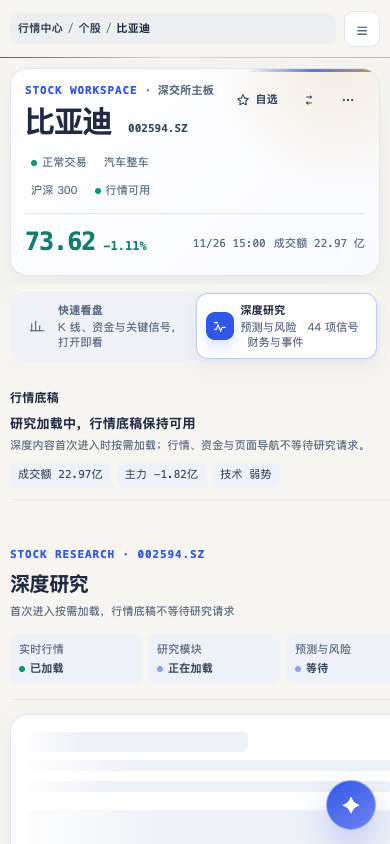 行情中心 / 个股 / 比亚迪
STOCK WORKSPACE · 深交所主板
自选
比亚迪 002594.SZ
正常交易 汽车整车
沪深 300 行情可用
73.62 −1.11% 11/26 15:00 成交额 22.97 亿
快速看盘
K 线、资金与关键信号，
打开即看
深度研究
预测与风险 44 项信号
财务与事件
行情底稿
研究加载中，行情底稿保持可用
深度内容首次进入时按需加载；行情、资金与页面导航不等待研究请求。
成交额 22.97亿 主力 −1.82亿 技术 弱势
STOCK RESEARCH · 002594.SZ
深度研究
首次进入按需加载，行情底稿不等待研究请求
实时行情 研究模块 预测与风险
已加载 正在加载 等待